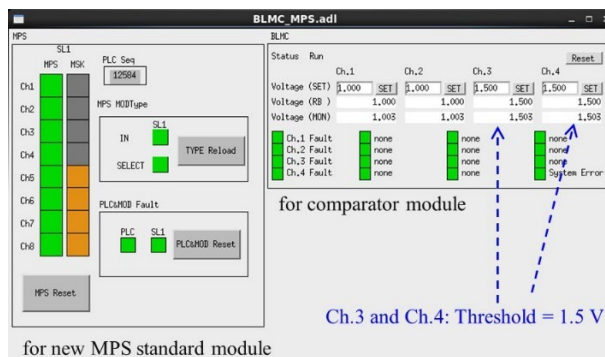 BLMC_MPS.adl
MPS
SL1
MPS MSK
Ch1
Ch2
Ch3
Ch4
Ch5
Ch6
Ch7
Ch8
MPS Reset
PLC Seq
12584
MPS MODType
SL1
IN
SELECT
TYPE Reload
PLC&MOD Fault
PLC SL1
PLC&MOD Reset
for new MPS standard module
BLMC
Status Run
Reset
Ch.1 Ch.2 Ch.3 Ch.4
Voltage (SET) 1.000 SET 1.000 SET 1.500 SET 1.500 SET
Voltage (RB ) 1.000 1.000 1.500 1.500
Voltage (MON) 1.003 1.003 1.503 1.503
Ch.1 Fault none none none
Ch.2 Fault none none none
Ch.3 Fault none none none
Ch.4 Fault none none System Error
for comparator module
Ch.3 and Ch.4: Threshold = 1.5 V